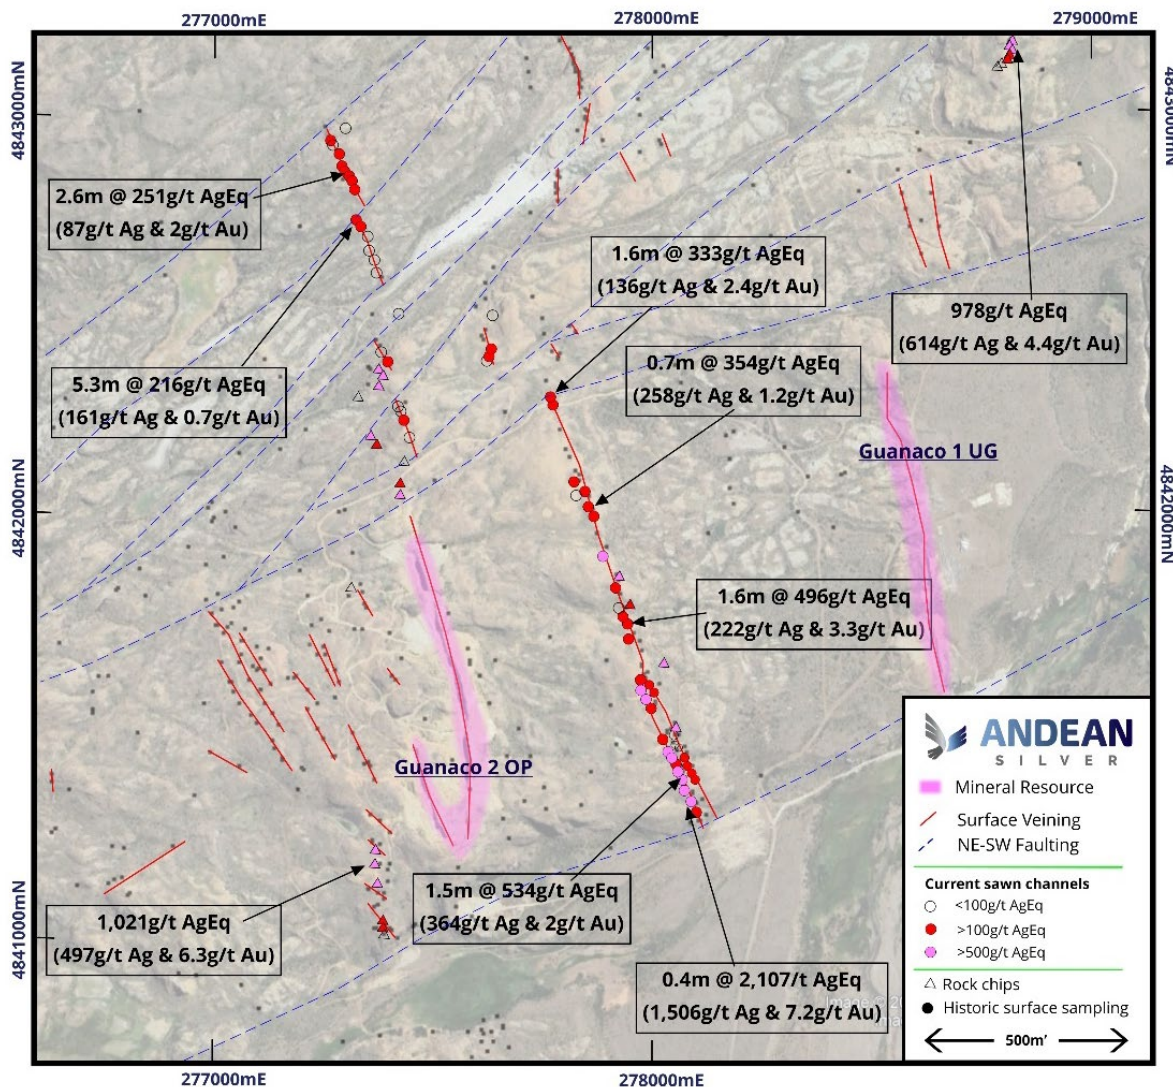 277000mE
278000mE
279000mE
4843000mN
4843000mN
2.6m @ 251g/t AgEq
(87g/t Ag & 2g/t Au)
1.6m @ 333g/t AgEq
(136g/t Ag & 2.4g/t Au)
978g/t AgEq
(614g/t Ag & 4.4g/t Au)
5.3m @ 216g/t AgEq
(161g/t Ag & 0.7g/t Au)
0.7m @ 354g/t AgEq
(258g/t Ag & 1.2g/t Au)
Guanaco 1 UG
4842000mN
4842000mN
1.6m @ 496g/t AgEq
(222g/t Ag & 3.3g/t Au)
Guanaco 2 OP
1,021g/t AgEq
(497g/t Ag & 6.3g/t Au)
1.5m @ 534g/t AgEq
(364g/t Ag & 2g/t Au)
0.4m @ 2,107/t AgEq
(1,506g/t Ag & 7.2g/t Au)
4841000mN
ANDEAN
SILVER
Mineral Resource
Surface Veining
NE-SW Faulting
Current sawn channels
<100g/t AgEq
>100g/t AgEq
>500g/t AgEq
Rock chips
Historic surface sampling
500m'
277000mE
278000mE